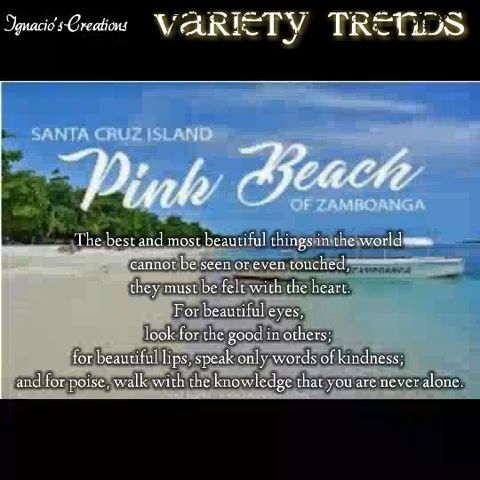 Ignacio's-Creations
VARIETY TRENDS
SANTA CRUZ ISLAND
Pink Beach
OF ZAMBOANGA
The best and most beautiful things in the world
cannot be seen or even touched,
ZAMBOANGA
they must be felt with the heart.
For beautiful eyes,
look for the good in others;
for beautiful lips, speak only words of kindness;
and for poise, walk with the knowledge that you are never alone.